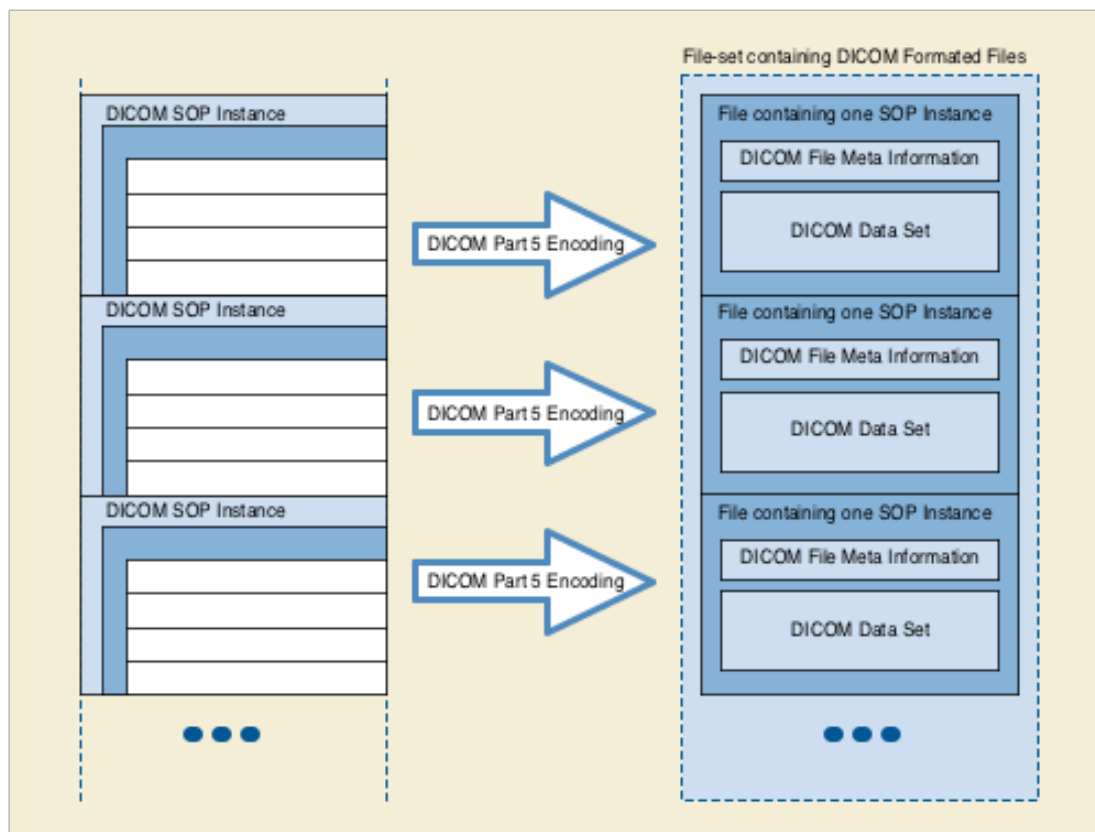 File-set containing DICOM Formated Files
DICOM SOP Instance
File containing one SOP Instance
DICOM File Meta Information
DICOM Part 5 Encoding
DICOM Data Set
DICOM SOP Instance
File containing one SOP Instance
DICOM File Meta Information
DICOM Part 5 Encoding
DICOM Data Set
DICOM SOP Instance
File containing one SOP Instance
DICOM File Meta Information
DICOM Part 5 Encoding
DICOM Data Set